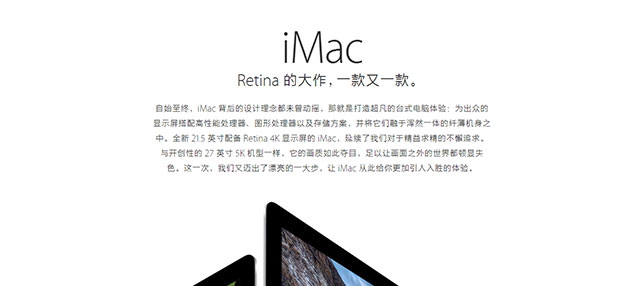 iMac
Retina 的大作，一款又一款。
自始至终，iMac 背后的设计理念都未曾动摇，那就是打造超凡的台式电脑体验：为出众的
显示屏搭配高性能处理器、图形处理器以及存储方案，并将它们融于浑然一体的纤薄机身之
中。全新 21.5 英寸配备 Retina 4K 显示屏的 iMac，延续了我们对于精益求精的不懈追求。
与开创性的 27 英寸 5K 机型一样，它的画质如此夺目，足以让画面之外的世界都顿显失
色。这一次，我们又迈出了漂亮的一大步，让 iMac 从此给你更加引人入胜的体验。